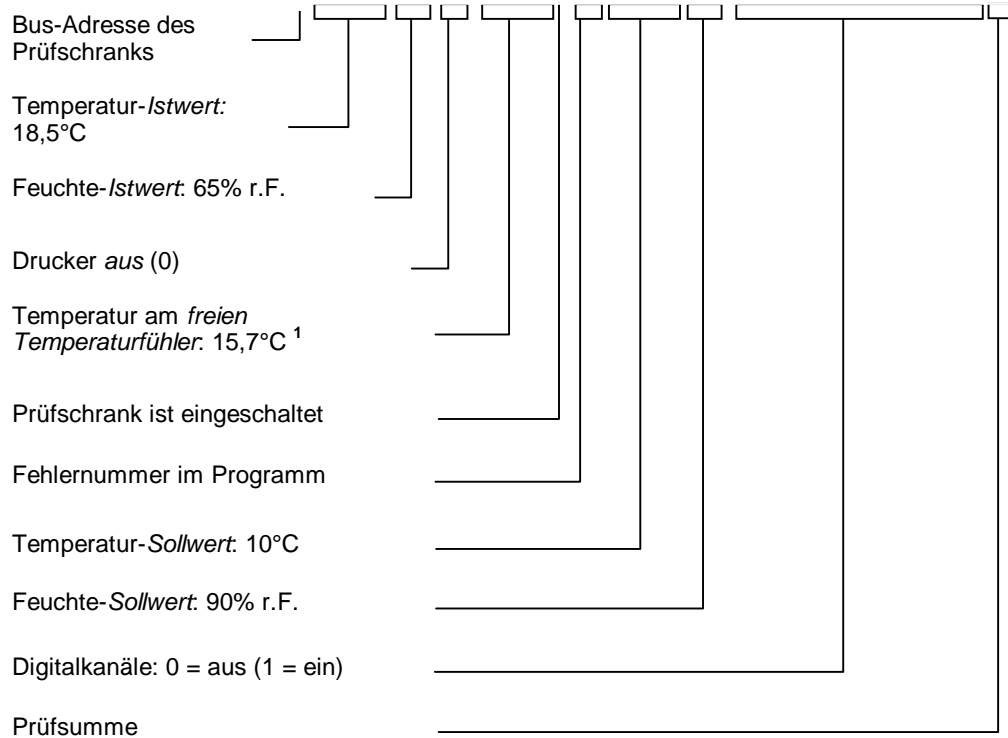 Bus-Adresse des
Prüfschranks
Temperatur-Istwert:
18,5°C
Feuchte-Istwert: 65% r.F.
Drucker aus (0)
Temperatur am freien
Temperaturfühler: 15,7°C ¹
Prüfschrank ist eingeschaltet
Fehlernummer im Programm
Temperatur-Sollwert: 10°C
Feuchte-Sollwert: 90% r.F.
Digitalkanäle: 0 = aus (1 = ein)
Prüfsumme